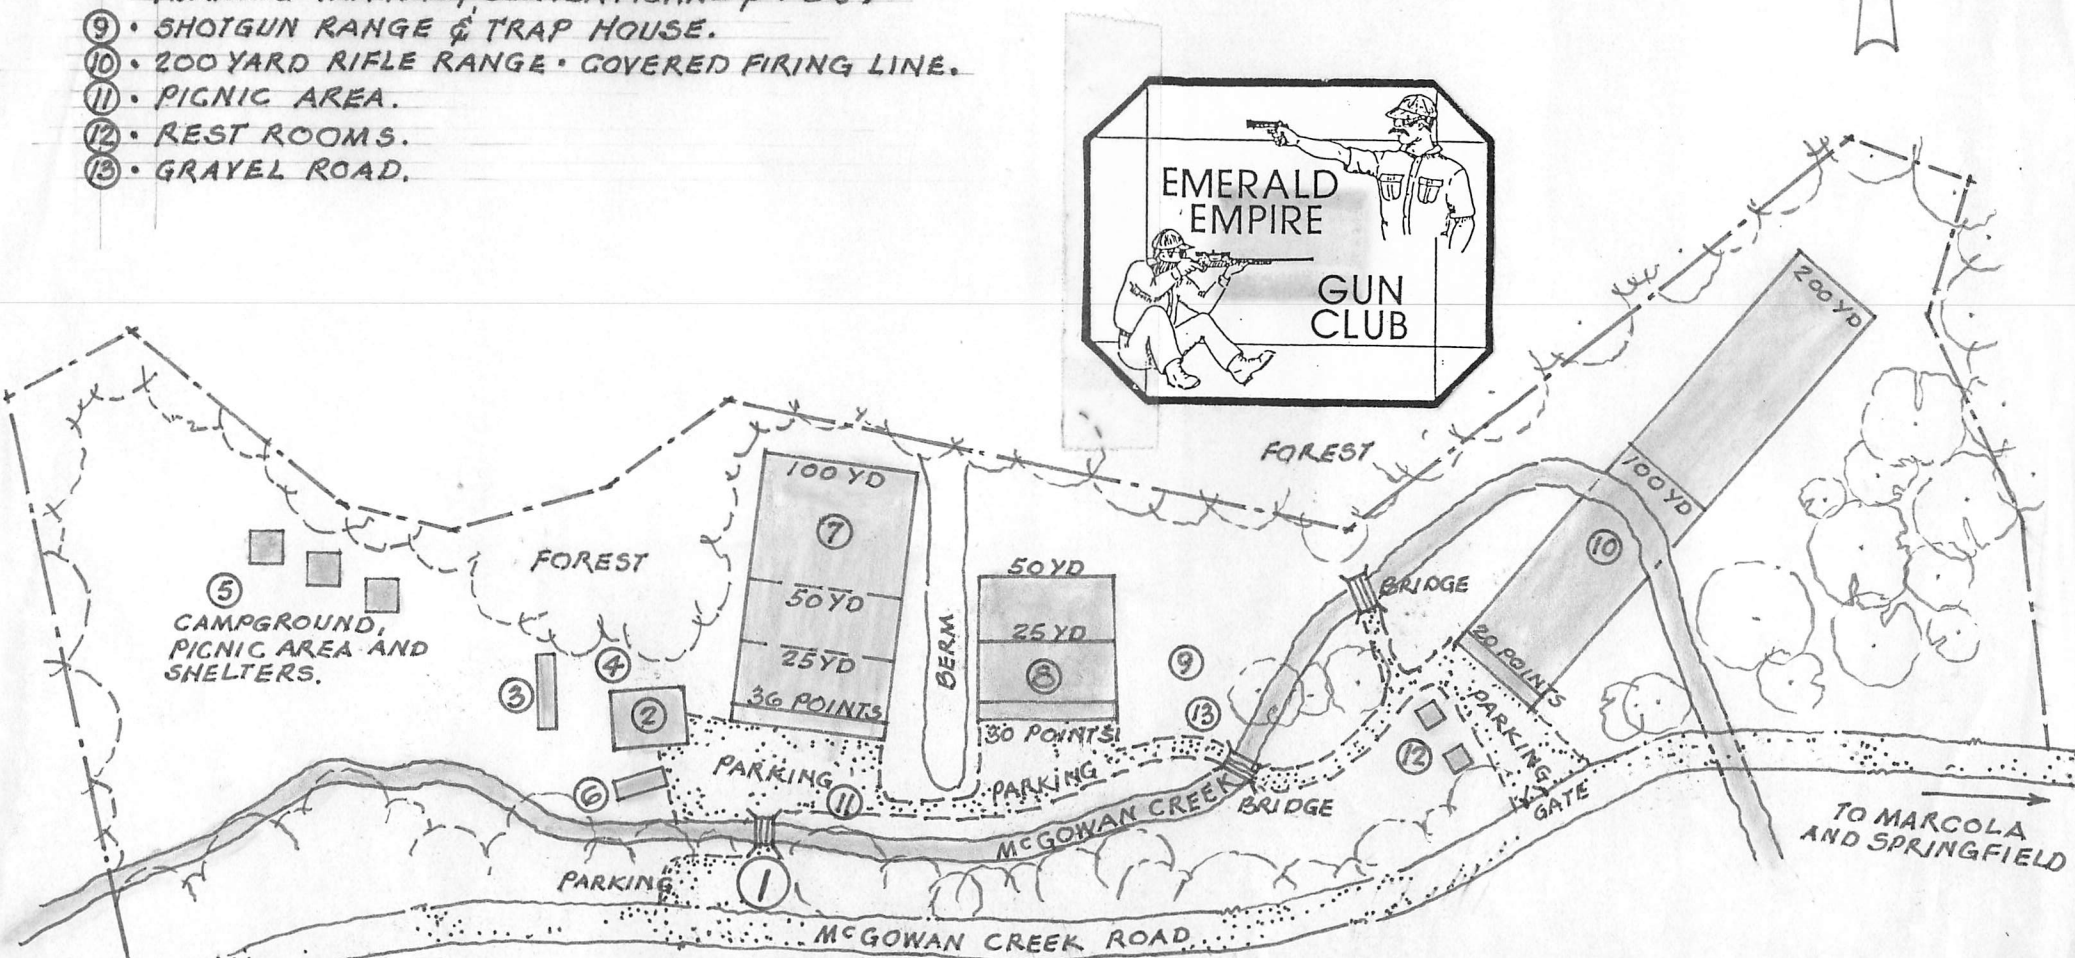 ⑨ · SHOTGUN RANGE & TRAP HOUSE.
⑩ · 200 YARD RIFLE RANGE · COVERED FIRING LINE.
⑪ · PICNIC AREA.
⑫ · REST ROOMS.
⑬ · GRAVEL ROAD.
EMERALD
EMPIRE
GUN
CLUB
200 YD
FOREST
100 YD
100 YD
⑦
⑩
FOREST
50 YD
BRIDGE
⑤
50 YD
CAMPGROUND,
PICNIC AREA AND
SHELTERS.
25 YD
20 POINTS
BERM
④
25 YD
⑨
⑧
③
②
36 POINTS
⑬
PARKING
30 POINTS
⑫
PARKING
PARKING
⑥
⑪
McGOWAN CREEK
BRIDGE
GATE
TO MARCOLA
AND SPRINGFIELD
PARKING
①
McGOWAN CREEK ROAD